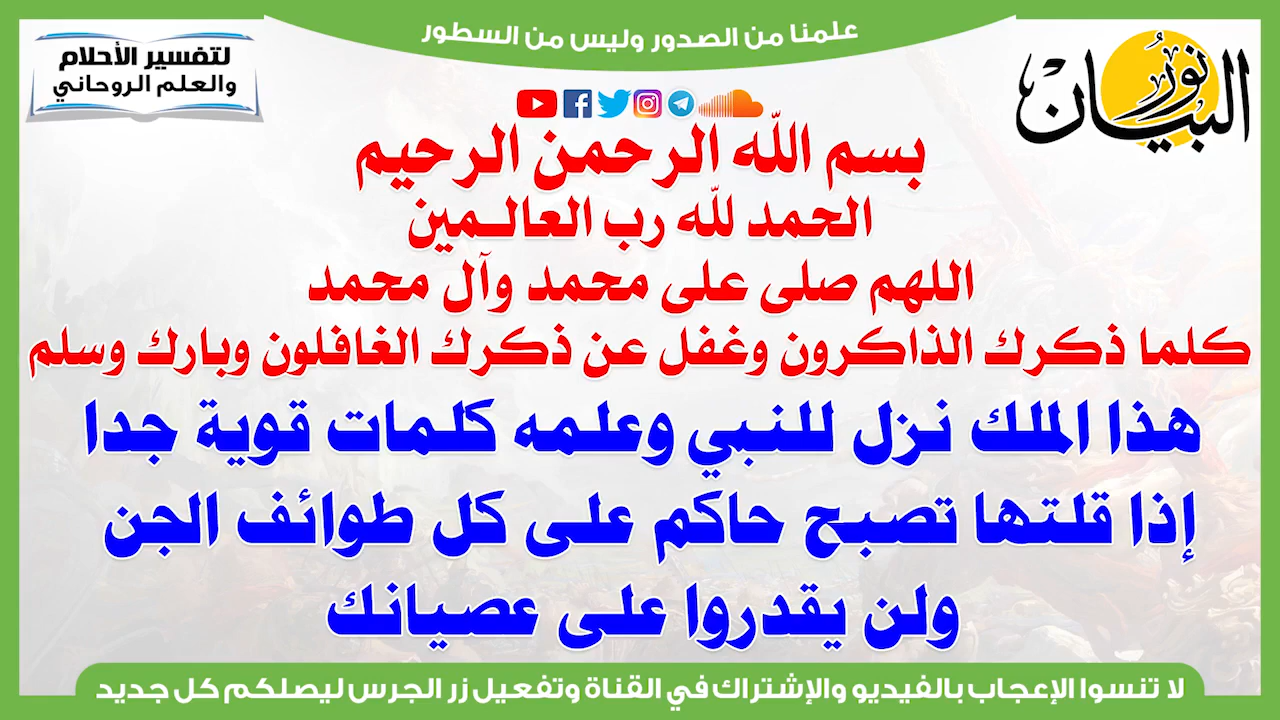 علمنا من الصدور وليس من السطور
نور البيان
لتفسير الأحلام
والعلم الروحاني
بسم الله الرحمن الرحيم
الحمد لله رب العالـمين
اللهم صلى على محمد وآل محمد
كلما ذكرك الذاكرون وغفل عن ذكرك الغافلون وبارك وسلم
هذا الملك نزل للنبي وعلمه كلمات قوية جدا
إذا قلتها تصبح حاكم على كل طوائف الجن
ولن يقدروا على عصيانك
لا تنسوا الإعجاب بالفيديو والإشتراك في القناة وتفعيل زر الجرس ليصلكم كل جديد